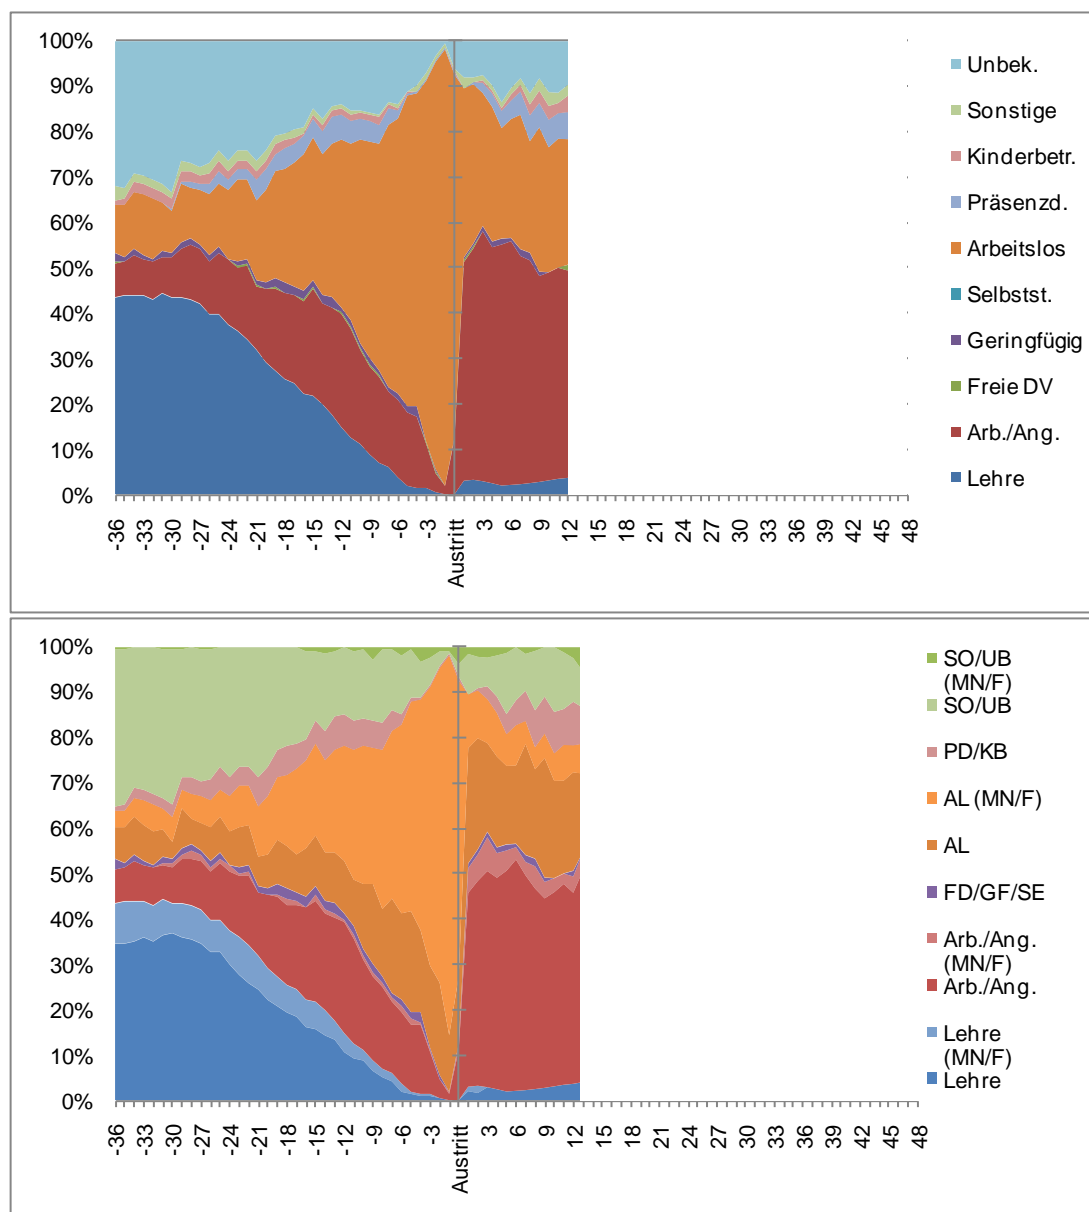 100%
90%
80%
70%
60%
50%
40%
30%
20%
10%
0%
-36 -33 -30 -27 -24 -21 -18 -15 -12 -9 -6 -3 Austritt 3 6 9 12 15 18 21 24 27 30 33 36 39 42 45 48
Unbek.
Sonstige
Kinderbetr.
Präsenzd.
Arbeitslos
Selbstst.
Geringfügig
Freie DV
Arb./Ang.
Lehre
100%
90%
80%
70%
60%
50%
40%
30%
20%
10%
0%
-36 -33 -30 -27 -24 -21 -18 -15 -12 -9 -6 -3 Austritt 3 6 9 12 15 18 21 24 27 30 33 36 39 42 45 48
SO/UB
(MN/F)
SO/UB
PD/KB
AL (MN/F)
AL
FD/GF/SE
Arb./Ang.
(MN/F)
Arb./Ang.
Lehre
(MN/F)
Lehre